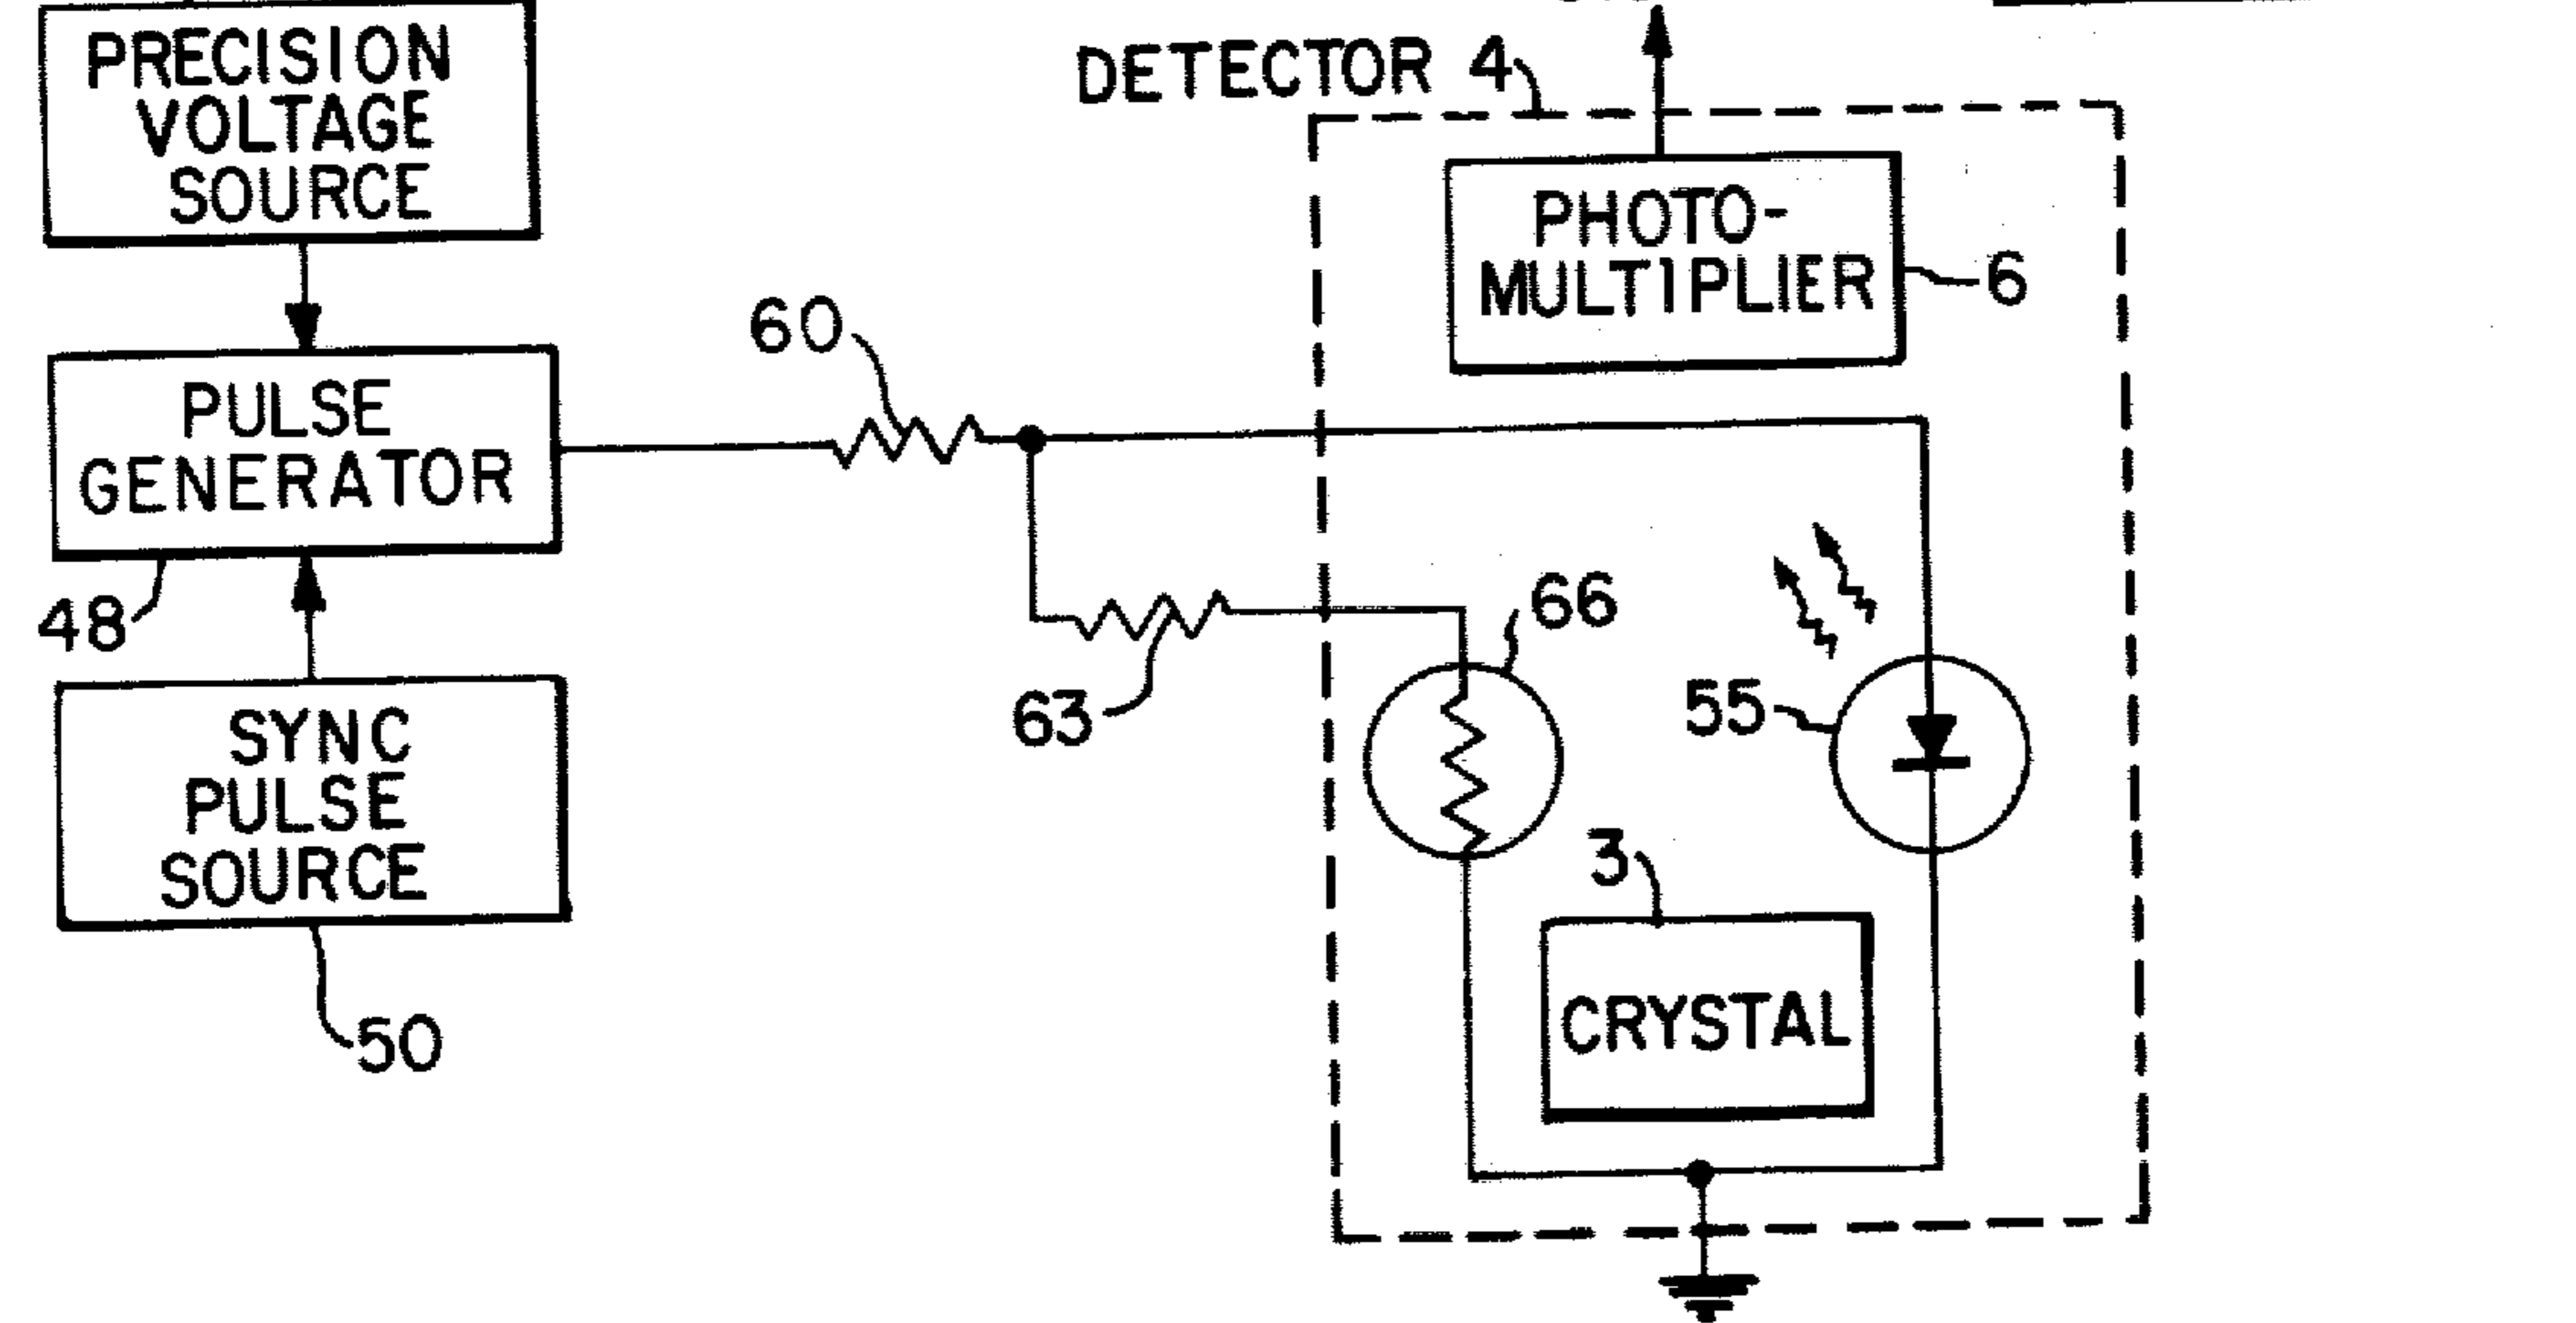 PRECISION
VOLTAGE
SOURCE
DETECTOR 4
PHOTO-
MULTIPLIER
6
60
PULSE
GENERATOR
48
63
66
55
SYNC
PULSE
SOURCE
50
3
CRYSTAL